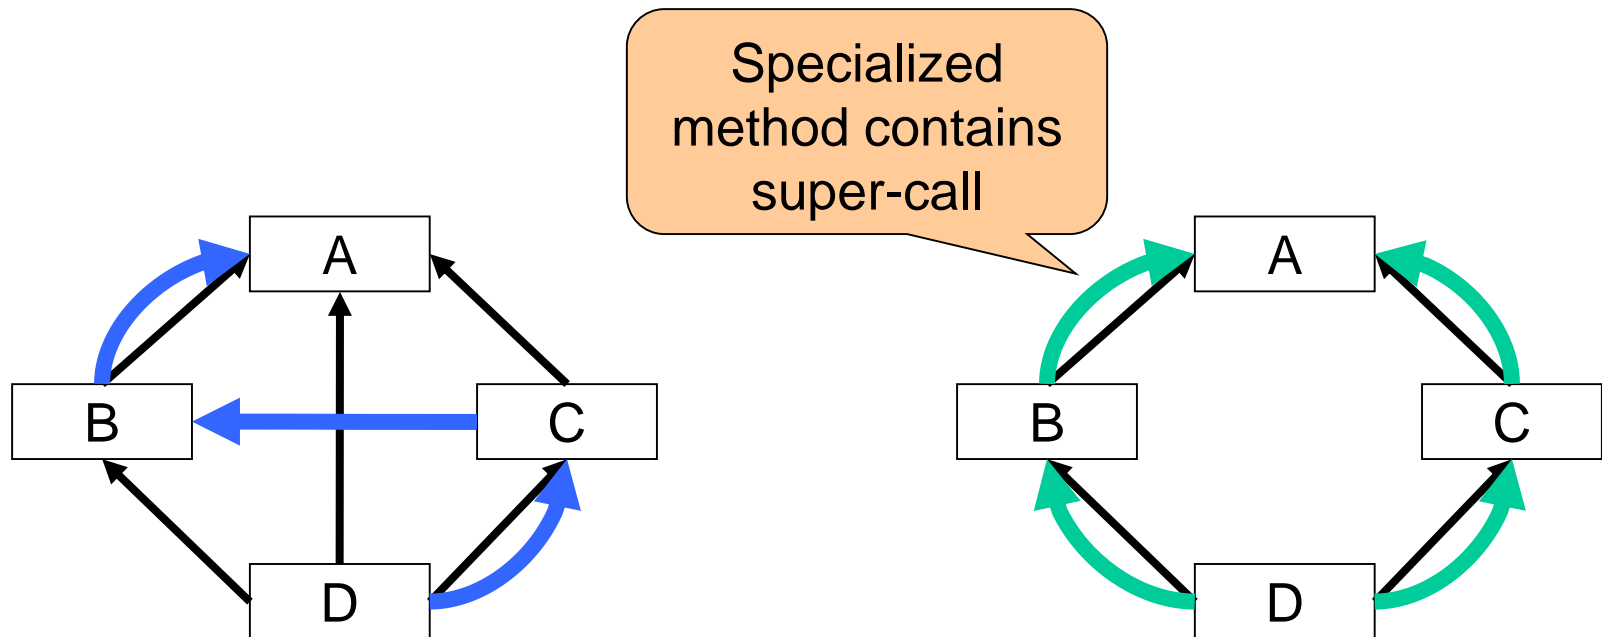 Specialized
method contains
super-call
A
A
B
C
B
C
D
D